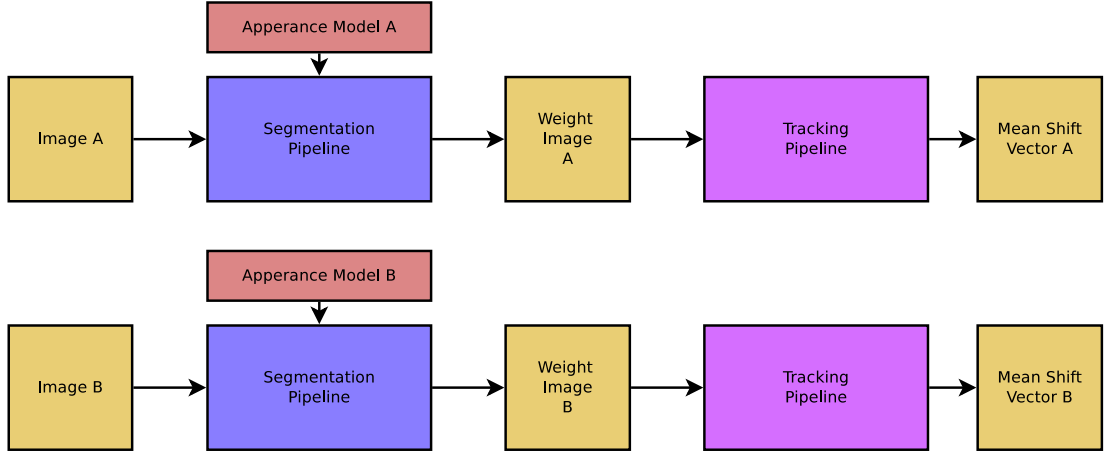 Apperance Model A
Image A
Segmentation
Pipeline
Weight
Image
A
Tracking
Pipeline
Mean Shift
Vector A
Apperance Model B
Image B
Segmentation
Pipeline
Weight
Image
B
Tracking
Pipeline
Mean Shift
Vector B